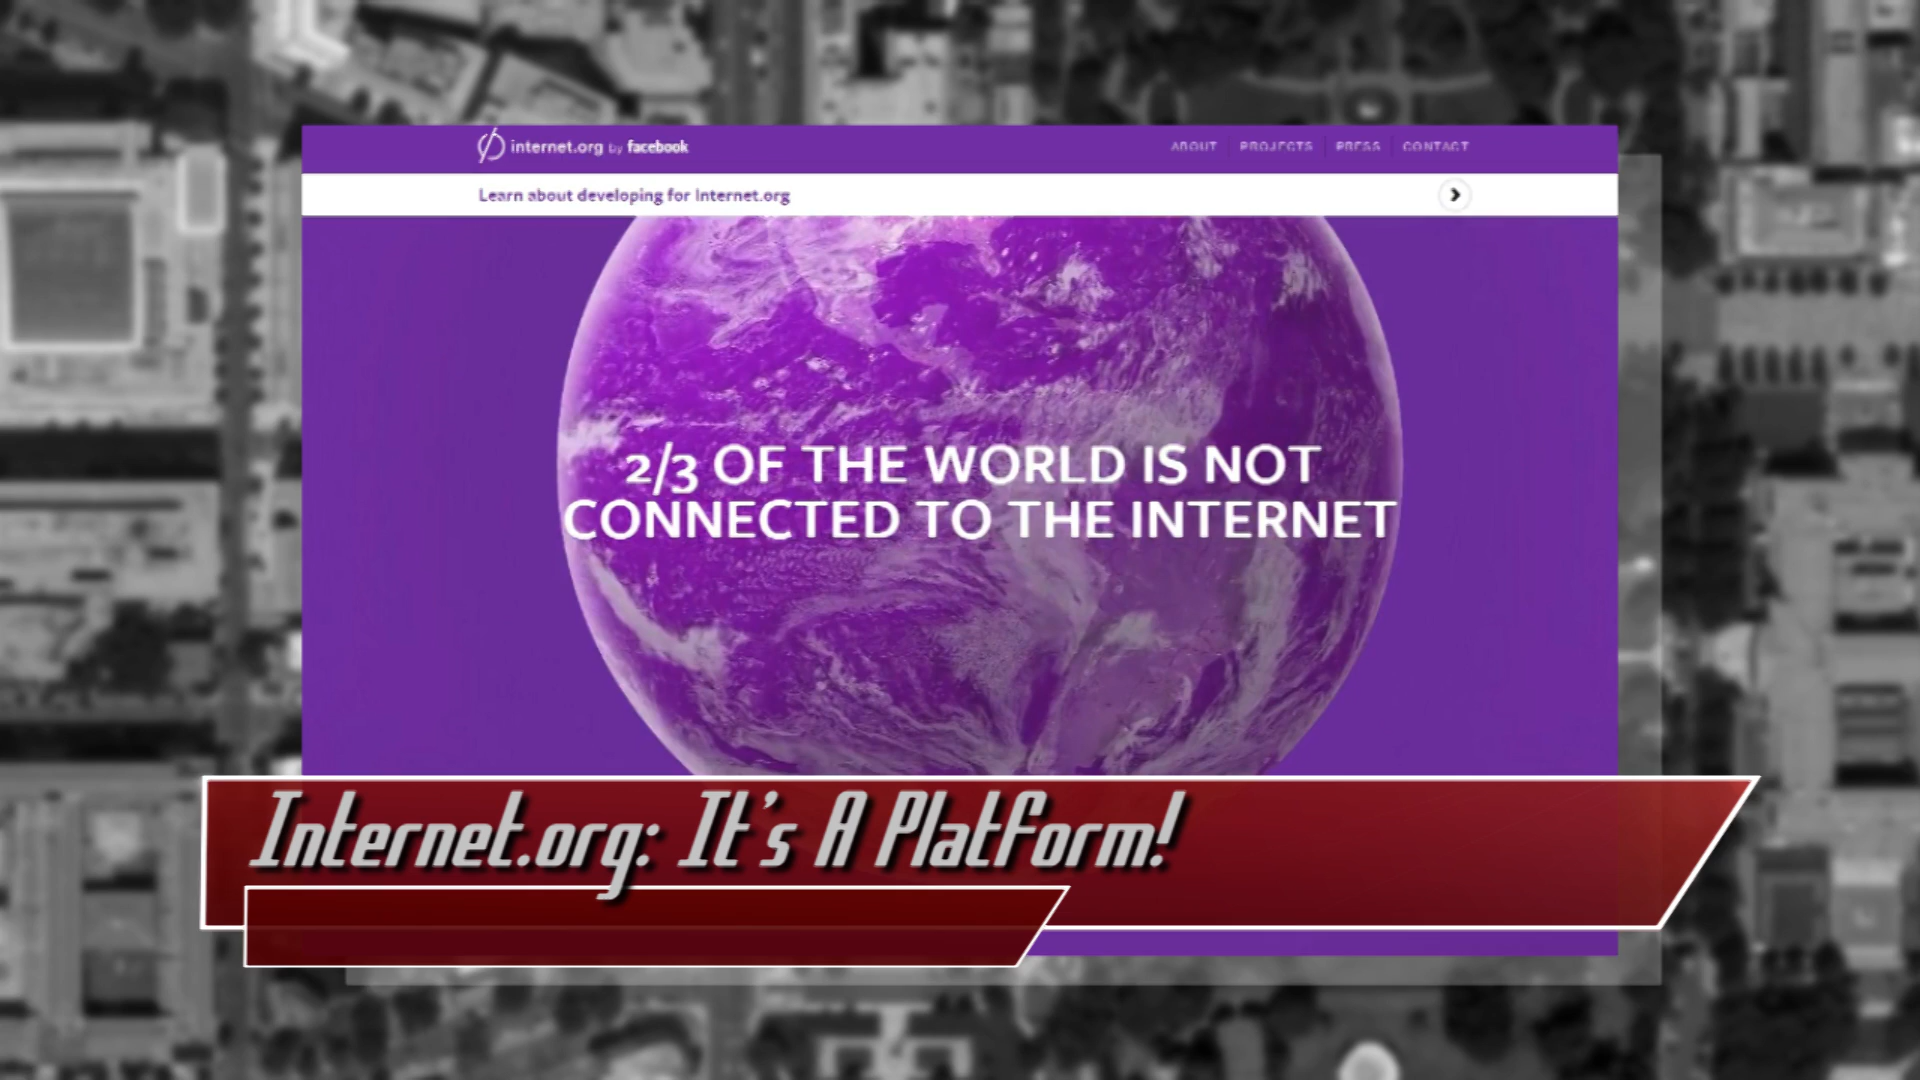 internet.org by facebook
ABOUT PROJECTS PRESS CONTACT
Learn about developing for Internet.org
2/3 OF THE WORLD IS NOT
CONNECTED TO THE INTERNET
Internet.org: It's A Platform!